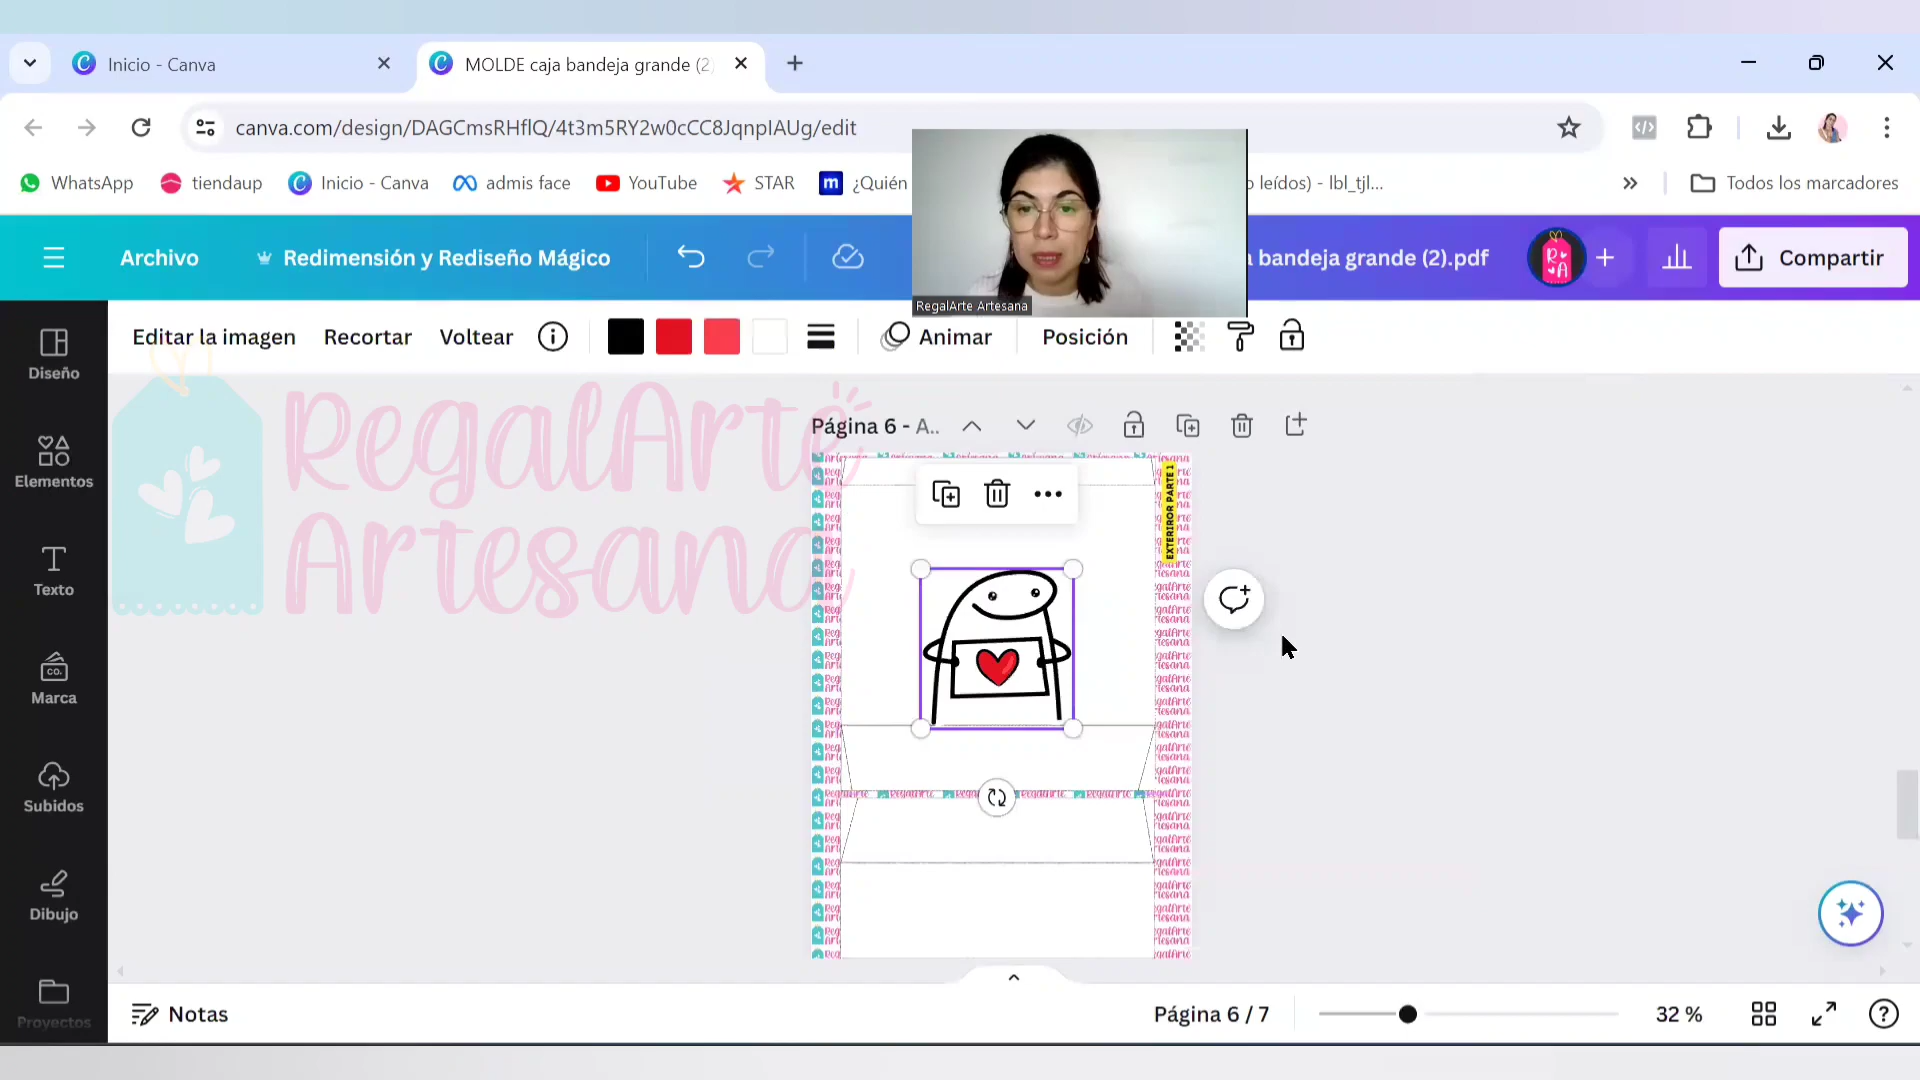 Inicio - Canva
MOLDE caja bandeja grande (2
canva.com/design/DAGCmsRHflQ/4t3m5RY2w0cCC8JqnpIAUg/edit
WhatsApp
tiendaup
Inicio - Canva
admis face
YouTube
STAR
¿Quién
leídos) - lbl_tjl...
Todos los marcadores
Archivo
Redimensión y Rediseño Mágico
bandeja grande (2).pdf
Compartir
RegalArte Artesana
Editar la imagen
Recortar
Voltear
Animar
Posición
Diseño
Elementos
Texto
Marca
Subidos
Dibujo
Proyectos
RegalArte
Artesana
Página 6 - A..
EXTERIROR PARTE 1
Notas
Página 6 / 7
32 %